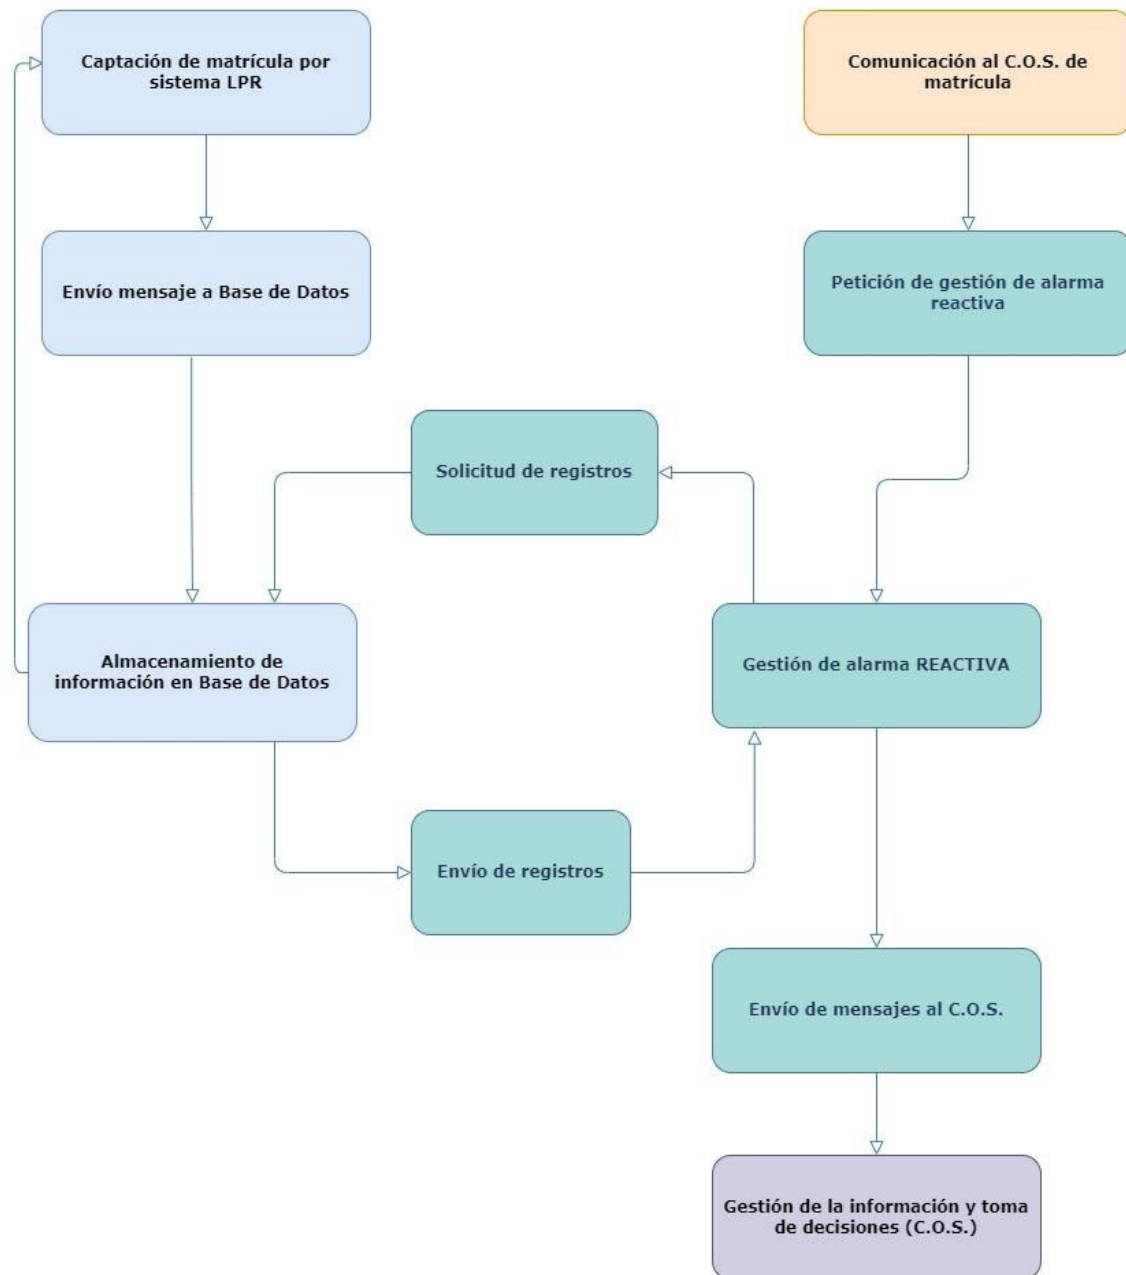 Captación de matrícula por
sistema LPR
Comunicación al C.O.S. de
matrícula
Envío mensaje a Base de Datos
Petición de gestión de alarma
reactiva
Solicitud de registros
Almacenamiento de
información en Base de Datos
Gestión de alarma REACTIVA
Envío de registros
Envío de mensajes al C.O.S.
Gestión de la información y toma
de decisiones (C.O.S.)